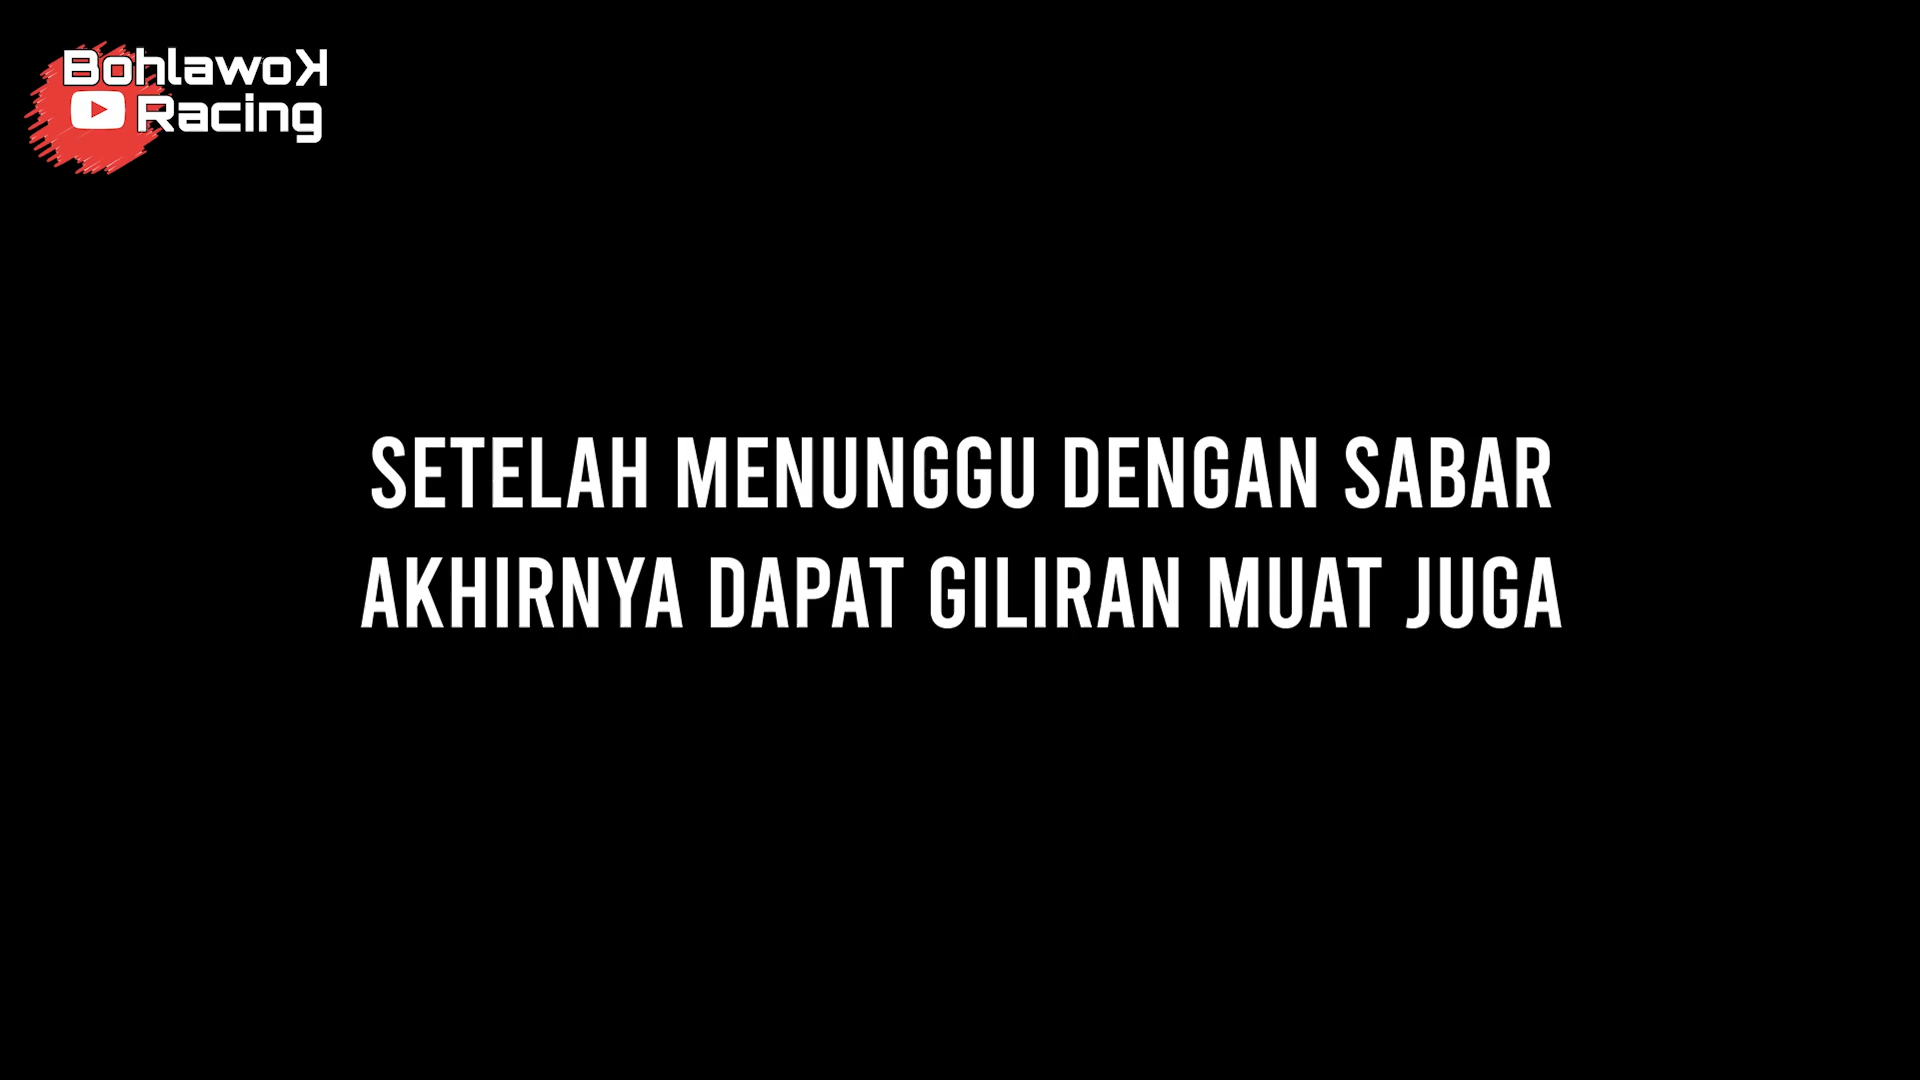 Bohlawok
Racing
SETELAH MENUNGGU DENGAN SABAR
AKHIRNYA DAPAT GILIRAN MUAT JUGA